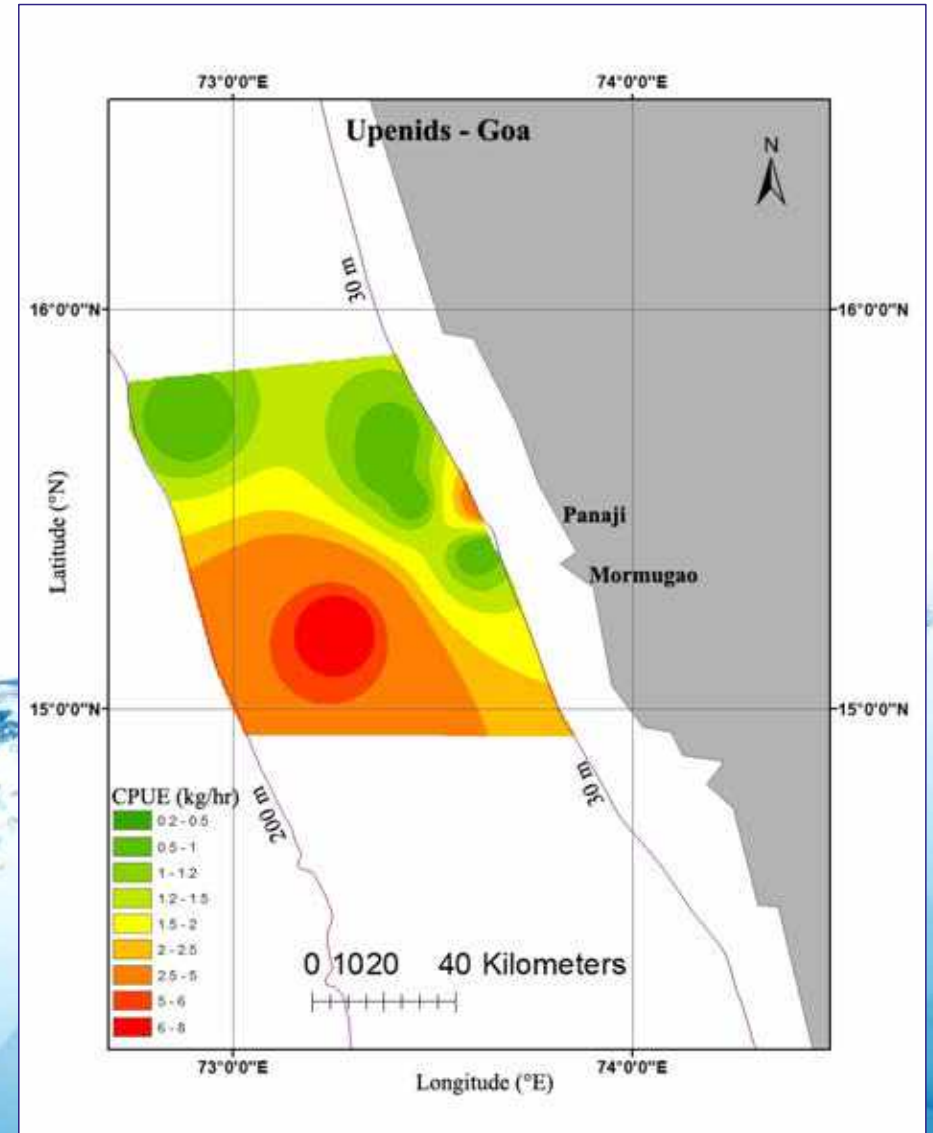 73°0'0"E 74°0'0"E
Upenids - Goa
N
30 m
16°0'0"N 16°0'0"N
Latitude (°N)
Panaji
Mormugao
15°0'0"N 15°0'0"N
30 m
200 m
CPUE (kg/hr)
0.2 - 0.5
0.5 - 1
1 - 1.2
1.2 - 1.5
1.5 - 2
2 - 2.5
2.5 - 5
5 - 6
6 - 8
0 1020 40 Kilometers
73°0'0"E 74°0'0"E
Longitude (°E)